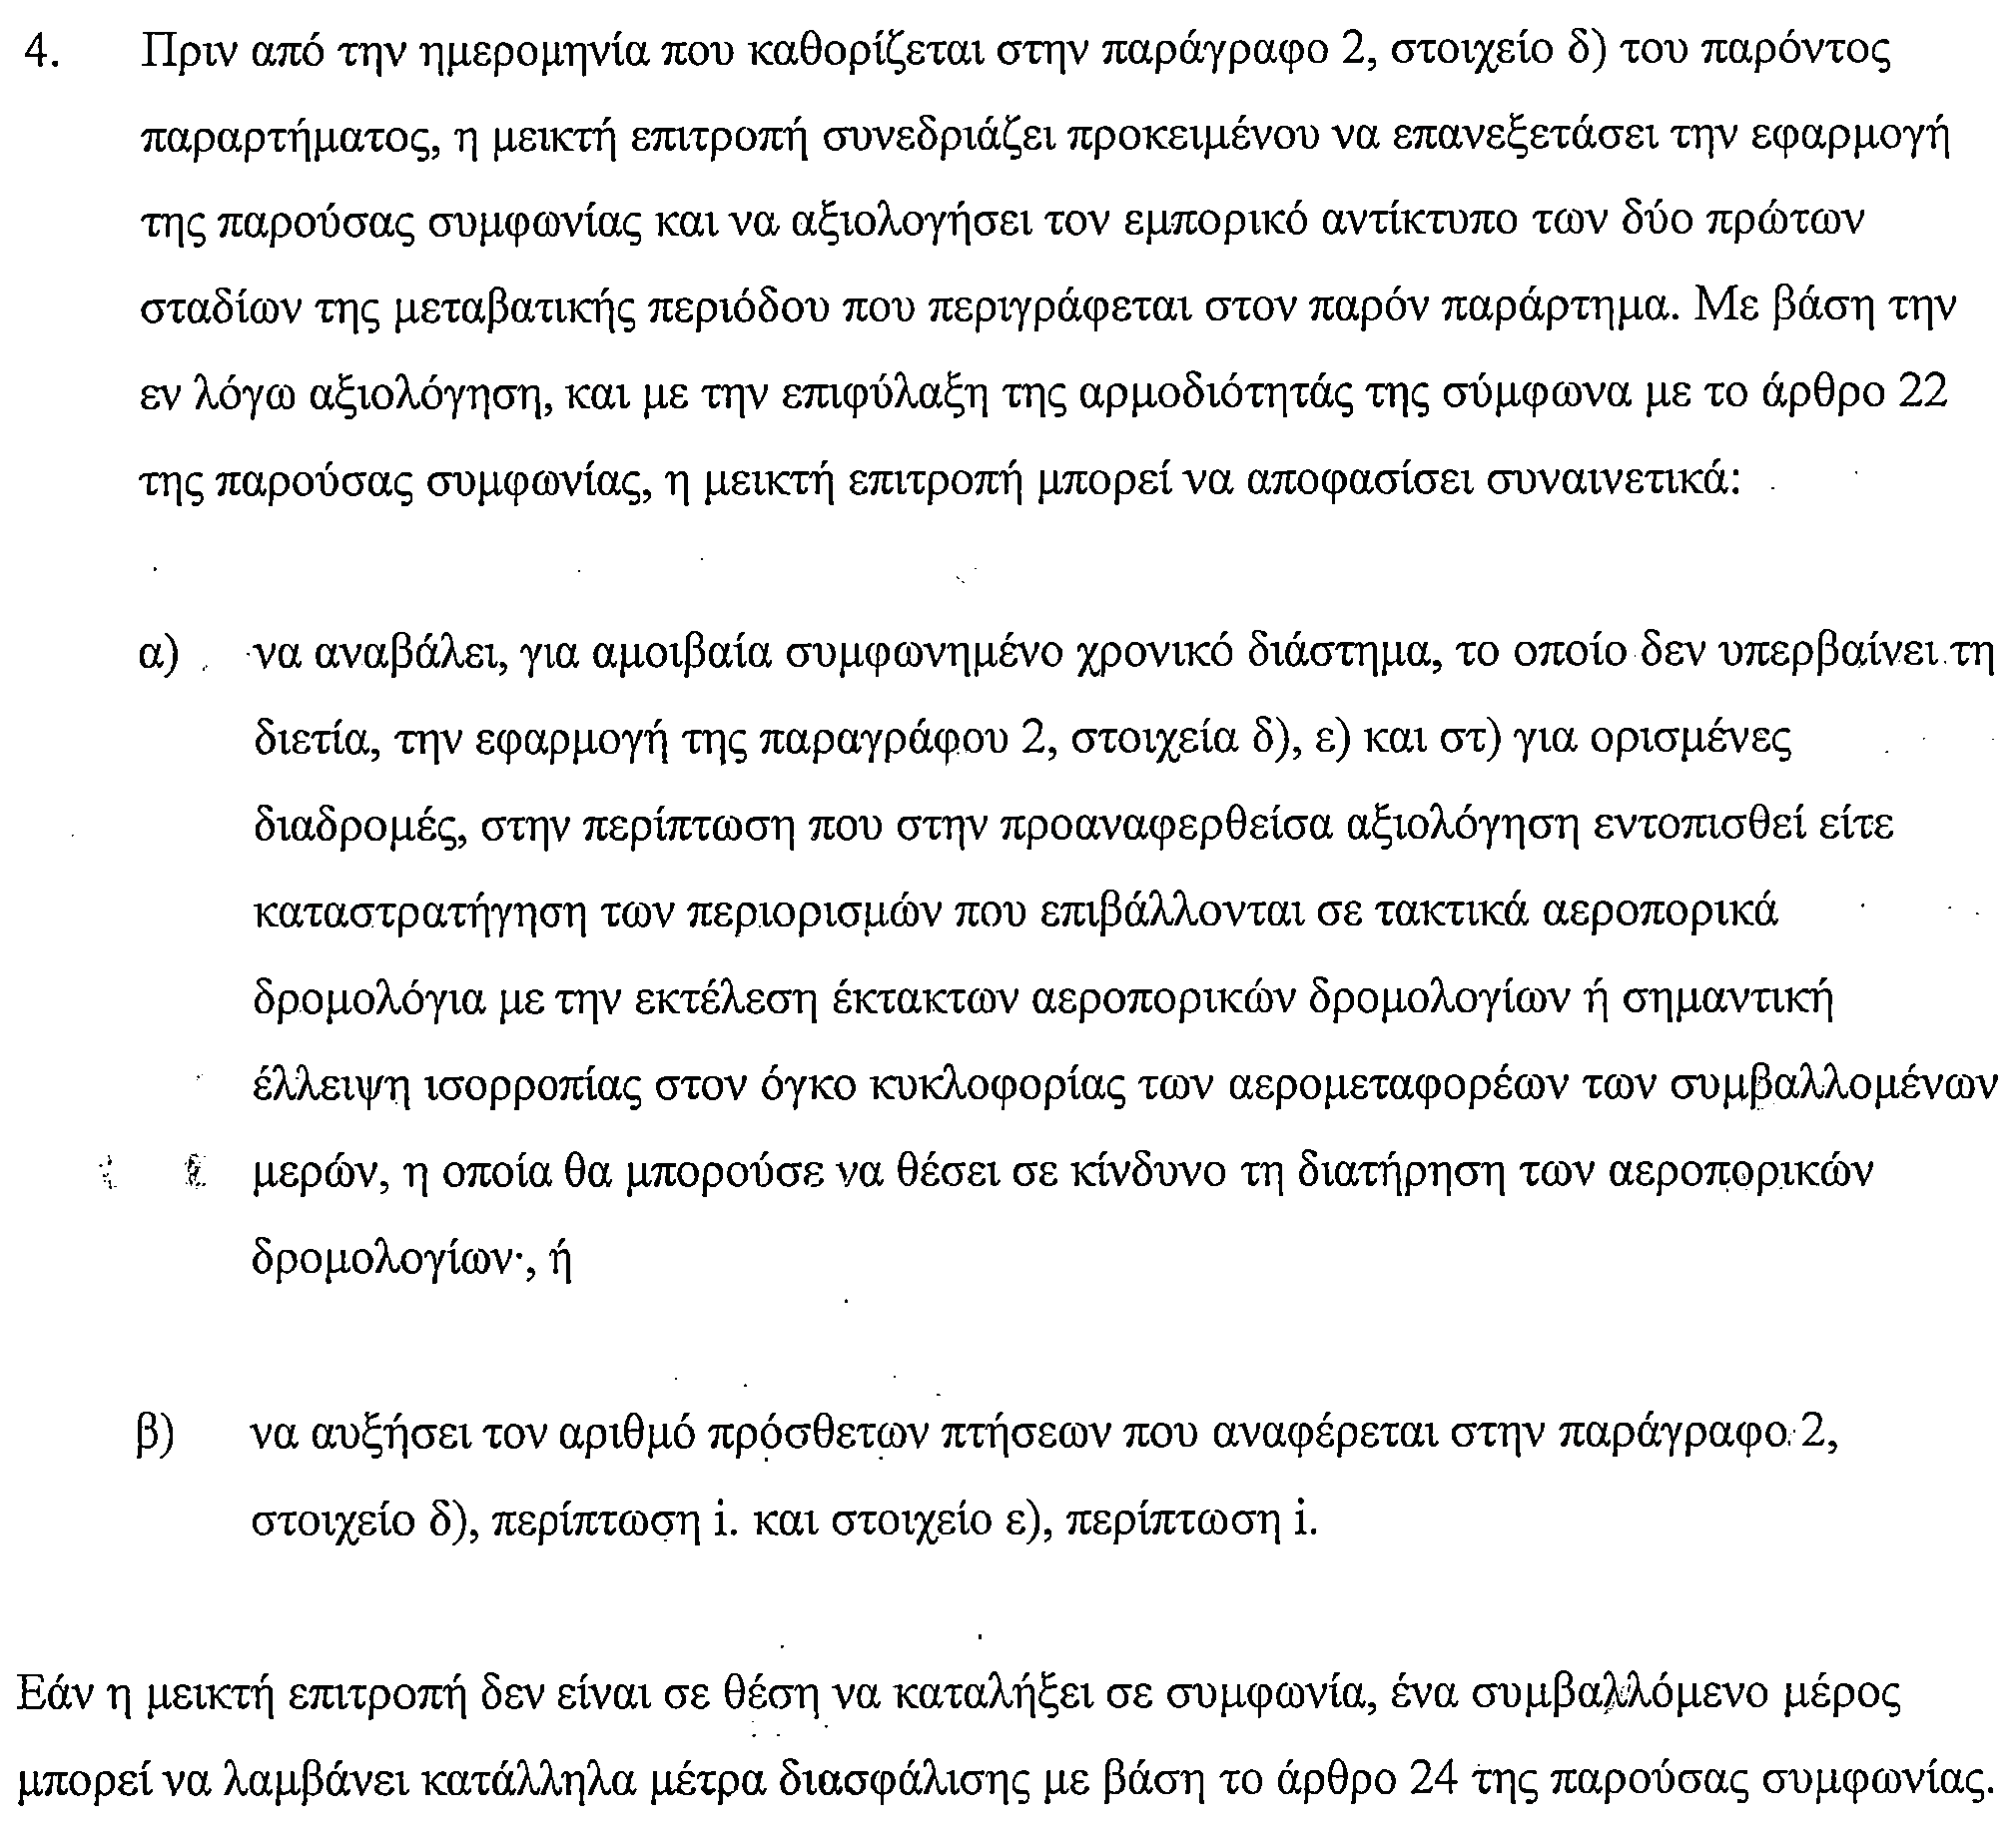 4. Πριν από την ημερομηνία που καθορίζεται στην παράγραφο 2, στοιχείο δ) του παρόντος
παραρτήματος, η μεικτή επιτροπή συνεδριάζει προκειμένου να επανεξετάσει την εφαρμογή
της παρούσας συμφωνίας και να αξιολογήσει τον εμπορικό αντίκτυπο των δύο πρώτων
σταδίων της μεταβατικής περιόδου που περιγράφεται στον παρόν παράρτημα. Με βάση την
εν λόγω αξιολόγηση, και με την επιφύλαξη της αρμοδιότητάς της σύμφωνα με το άρθρο 22
της παρούσας συμφωνίας, η μεικτή επιτροπή μπορεί να αποφασίσει συναινετικά:
α) να αναβάλει, για αμοιβαία συμφωνημένο χρονικό διάστημα, το οποίο δεν υπερβαίνει τη
διετία, την εφαρμογή της παραγράφου 2, στοιχεία δ), ε) και στ) για ορισμένες
διαδρομές, στην περίπτωση που στην προαναφερθείσα αξιολόγηση εντοπισθεί είτε
καταστρατήγηση των περιορισμών που επιβάλλονται σε τακτικά αεροπορικά
δρομολόγια με την εκτέλεση έκτακτων αεροπορικών δρομολογίων ή σημαντική
έλλειψη ισορροπίας στον όγκο κυκλοφορίας των αερομεταφορέων των συμβαλλομένων
μερών, η οποία θα μπορούσε να θέσει σε κίνδυνο τη διατήρηση των αεροπορικών
δρομολογίων·, ή
β) να αυξήσει τον αριθμό πρόσθετων πτήσεων που αναφέρεται στην παράγραφο 2,
στοιχείο δ), περίπτωση i. και στοιχείο ε), περίπτωση i.
Εάν η μεικτή επιτροπή δεν είναι σε θέση να καταλήξει σε συμφωνία, ένα συμβαλλόμενο μέρος
μπορεί να λαμβάνει κατάλληλα μέτρα διασφάλισης με βάση το άρθρο 24 της παρούσας συμφωνίας.